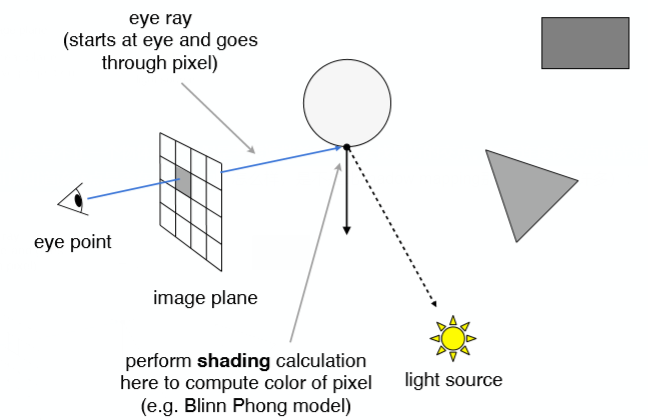 eye ray
(starts at eye and goes
through pixel)
eye point
image plane
perform shading calculation
here to compute color of pixel
(e.g. Blinn Phong model)
light source